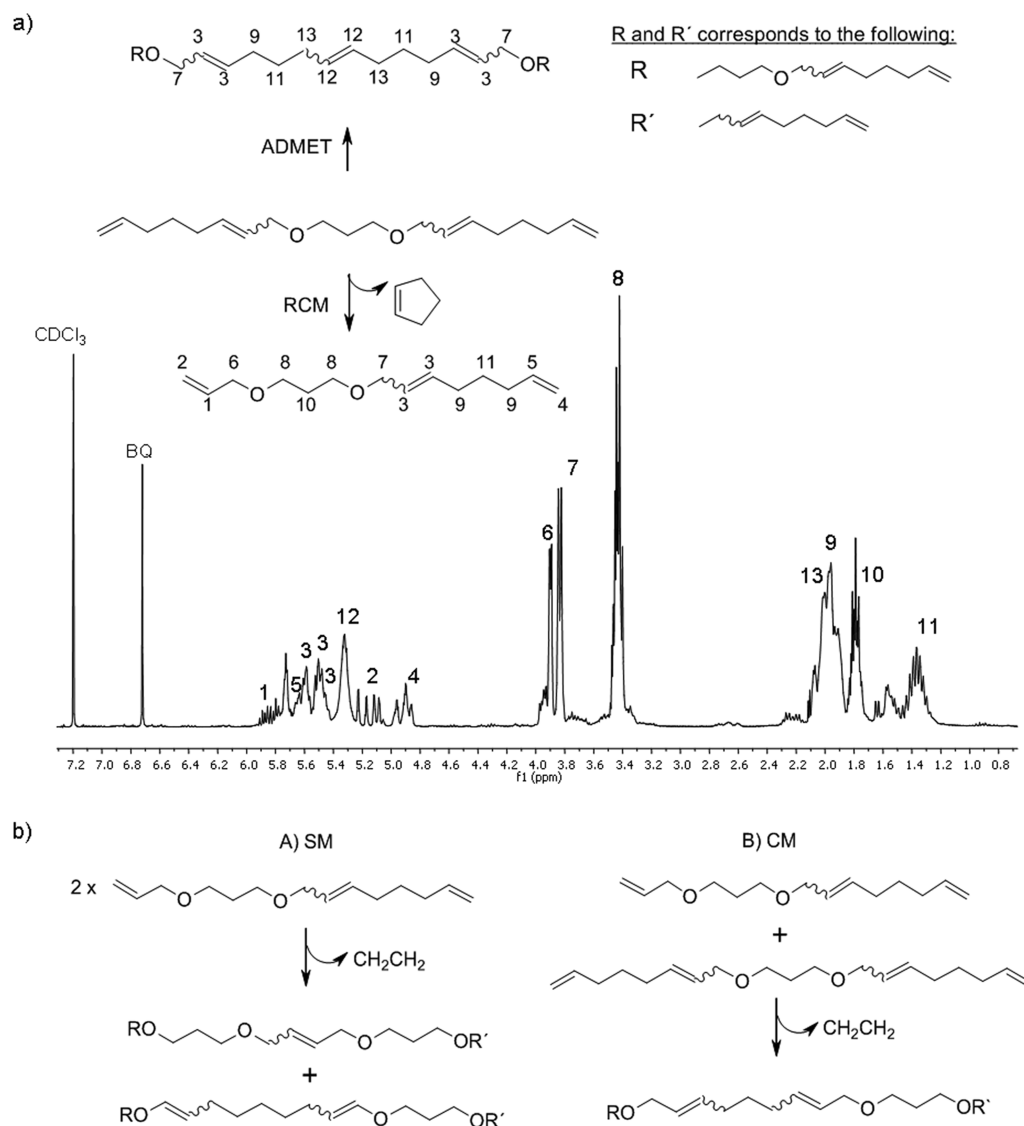 a)
3 9 13 12 11 3 7
RO
7 3 11 12 13 9 3
OR
R and R´ corresponds to the following:
R
O
R´
ADMET
O O
RCM
2 6 8 8 7 3 11 5
O O
1 10 3 9 9 4
CDCl3
BQ
8
7
6
9
13
10
12
11
3
3
5
3
2
4
1
7.2 7.0 6.8 6.6 6.4 6.2 6.0 5.8 5.6 5.4 5.2 5.0 4.8 4.6 4.4 4.2 4.0 3.8 3.6 3.4 3.2 3.0 2.8 2.6 2.4 2.2 2.0 1.8 1.6 1.4 1.2 1.0 0.8
f1 (ppm)
b)
A) SM
B) CM
2 x
O O
O O
+
CH2CH2
O O
CH2CH2
RO O O OR´
+
RO O OR´
RO O OR`